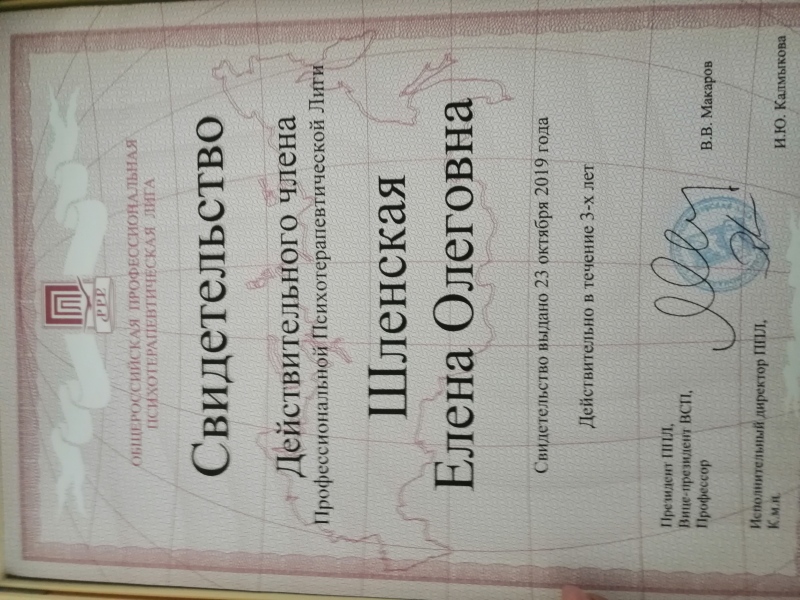 PPL
ОБЩЕРОССИЙСКАЯ ПРОФЕССИОНАЛЬНАЯ
ПСИХОТЕРАПЕВТИЧЕСКАЯ ЛИГА
Свидетельство
Действительного члена
Профессиональной Психотерапевтической Лиги
Шленская
Елена Олеговна
Свидетельство выдано 23 октября 2019 года
Действительно в течение 3-х лет
Президент ППЛ,
Вице-президент ВСП,
Профессор
В.В. Макаров
Исполнительный директор ППЛ,
К.м.н.
И.Ю. Калмыкова